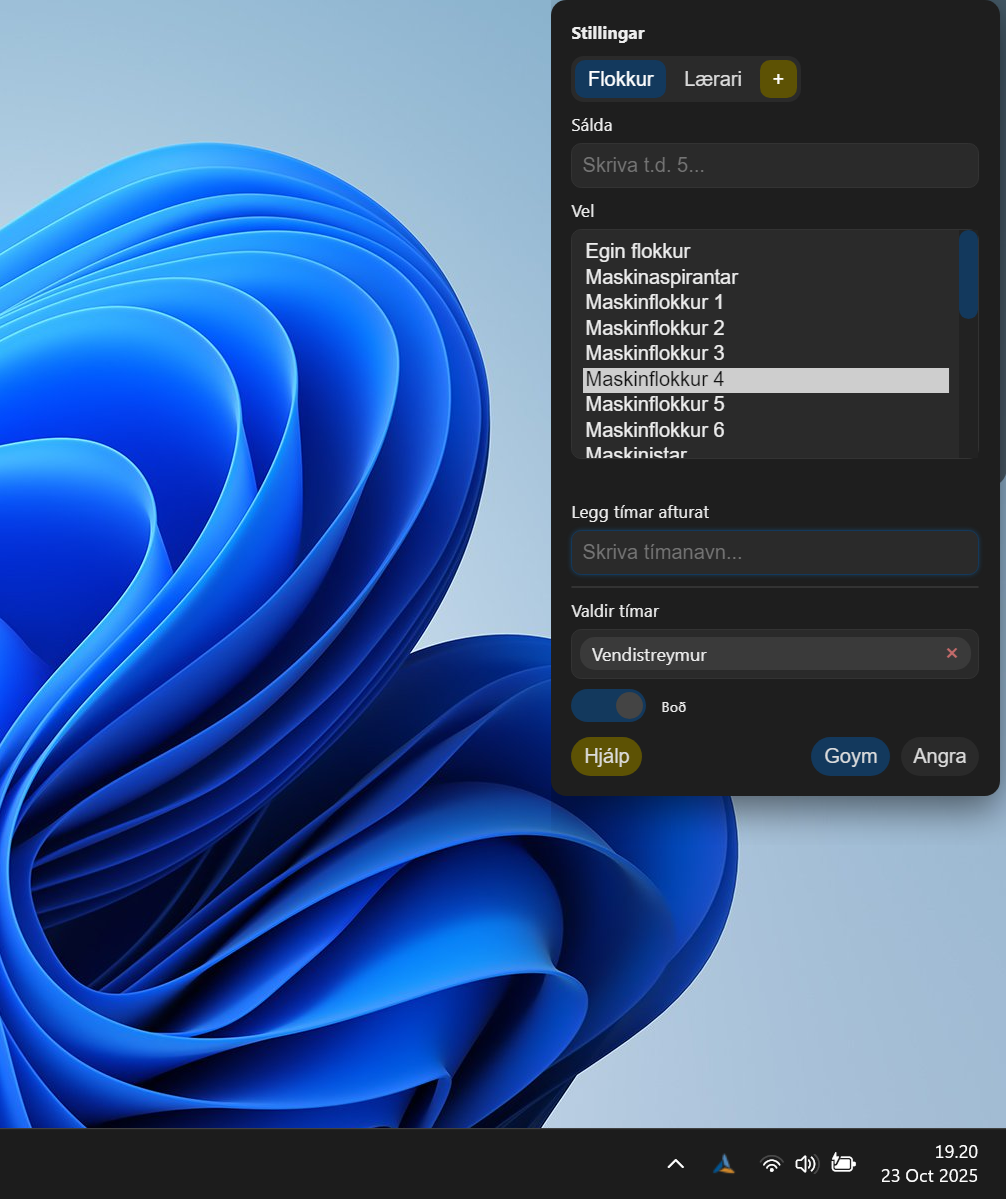 Stillingar
Flokkur Lærari +
Sálda
Skriva t.d. 5...
Vel
Egin flokkur
Maskinaspirantar
Maskinflokkur 1
Maskinflokkur 2
Maskinflokkur 3
Maskinflokkur 4
Maskinflokkur 5
Maskinflokkur 6
Maskinistar
Legg tímar afturat
Skriva tímanavn...
Valdir tímar
Vendistreymur ×
Boð
Hjálp Goym Angra
19.20
23 Oct 2025